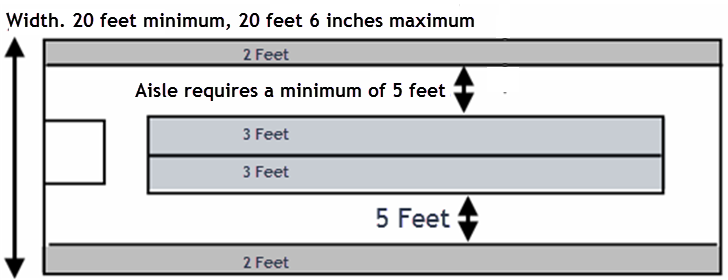 Width. 20 feet minimum, 20 feet 6 inches maximum
2 Feet
Aisle requires a minimum of 5 feet
3 Feet
3 Feet
5 Feet
2 Feet